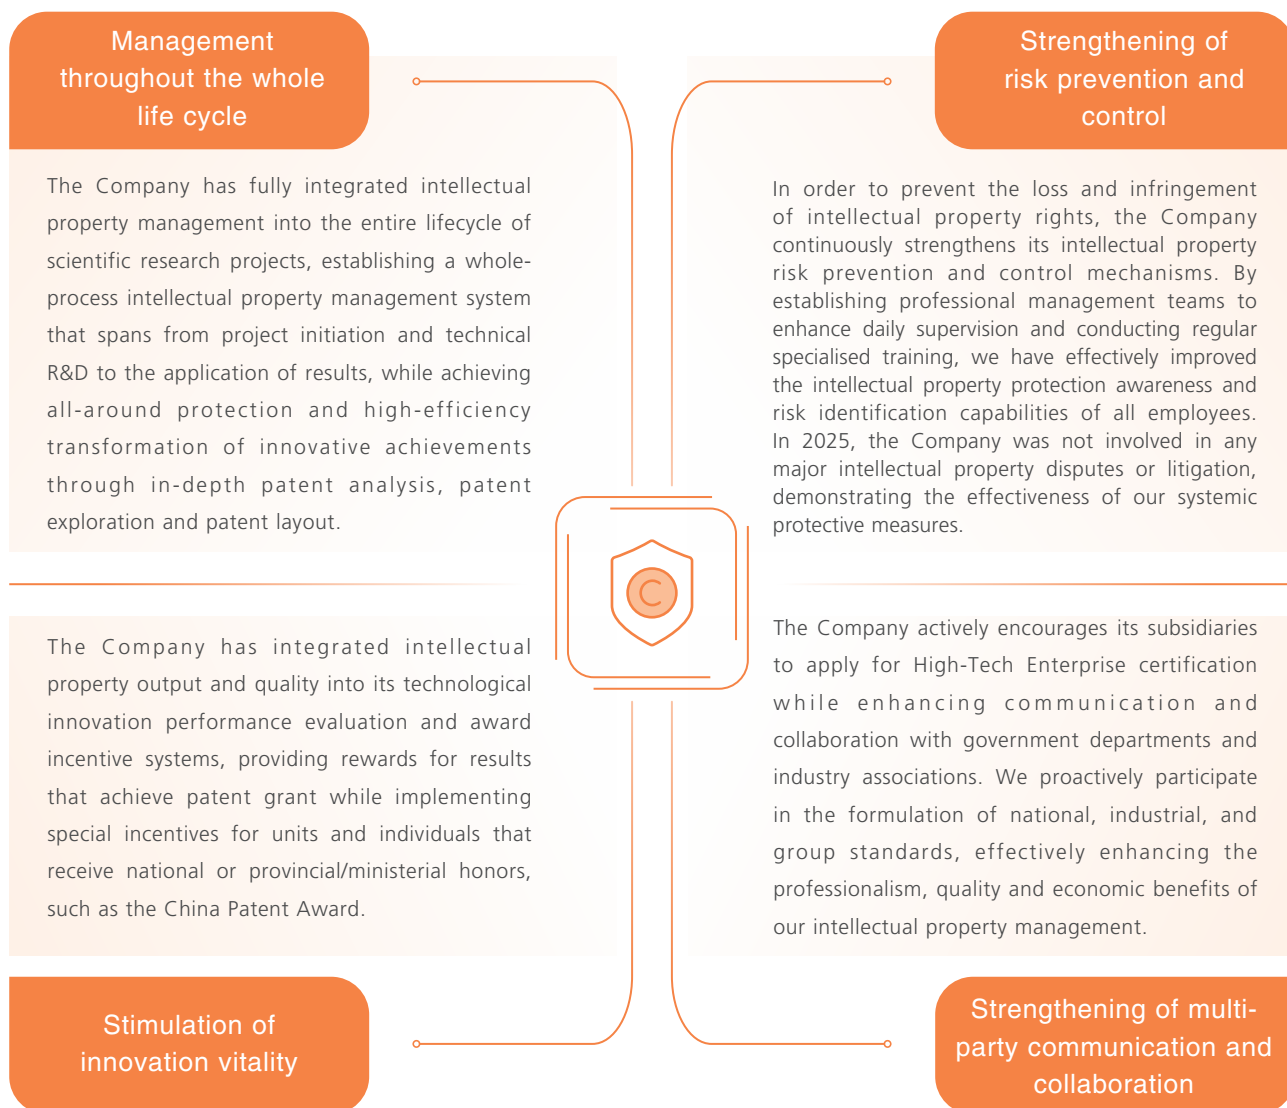 Management
throughout the whole
life cycle
The Company has fully integrated intellectual
property management into the entire lifecycle of
scientific research projects, establishing a whole-
process intellectual property management system
that spans from project initiation and technical
R&D to the application of results, while achieving
all-around protection and high-efficiency
transformation of innovative achievements
through in-depth patent analysis, patent
exploration and patent layout.
Strengthening of
risk prevention and
control
In order to prevent the loss and infringement
of intellectual property rights, the Company
continuously strengthens its intellectual property
risk prevention and control mechanisms. By
establishing professional management teams to
enhance daily supervision and conducting regular
specialised training, we have effectively improved
the intellectual property protection awareness and
risk identification capabilities of all employees.
In 2025, the Company was not involved in any
major intellectual property disputes or litigation,
demonstrating the effectiveness of our systemic
protective measures.
C
The Company has integrated intellectual
property output and quality into its technological
innovation performance evaluation and award
incentive systems, providing rewards for results
that achieve patent grant while implementing
special incentives for units and individuals that
receive national or provincial/ministerial honors,
such as the China Patent Award.
Stimulation of
innovation vitality
The Company actively encourages its subsidiaries
to apply for High-Tech Enterprise certification
while enhancing communication and
collaboration with government departments and
industry associations. We proactively participate
in the formulation of national, industrial, and
group standards, effectively enhancing the
professionalism, quality and economic benefits of
our intellectual property management.
Strengthening of multi-
party communication and
collaboration